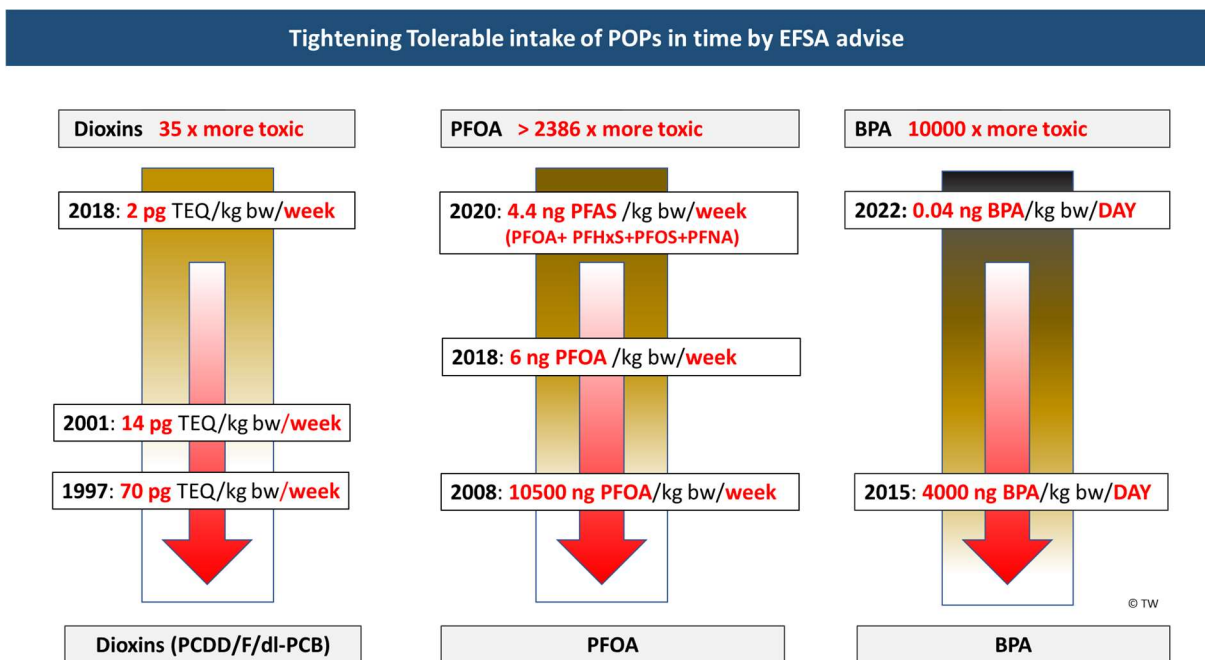 Tightening Tolerable intake of POPs in time by EFSA advise
Dioxins 35 x more toxic
2018: 2 pg TEQ/kg bw/week
2001: 14 pg TEQ/kg bw/week
1997: 70 pg TEQ/kg bw/week
Dioxins (PCDD/F/dl-PCB)
PFOA > 2386 x more toxic
2020: 4.4 ng PFAS /kg bw/week
(PFOA+ PFHxS+PFOS+PFNA)
2018: 6 ng PFOA /kg bw/week
2008: 10500 ng PFOA/kg bw/week
PFOA
BPA 10000 x more toxic
2022: 0.04 ng BPA/kg bw/DAY
2015: 4000 ng BPA/kg bw/DAY
© TW
BPA